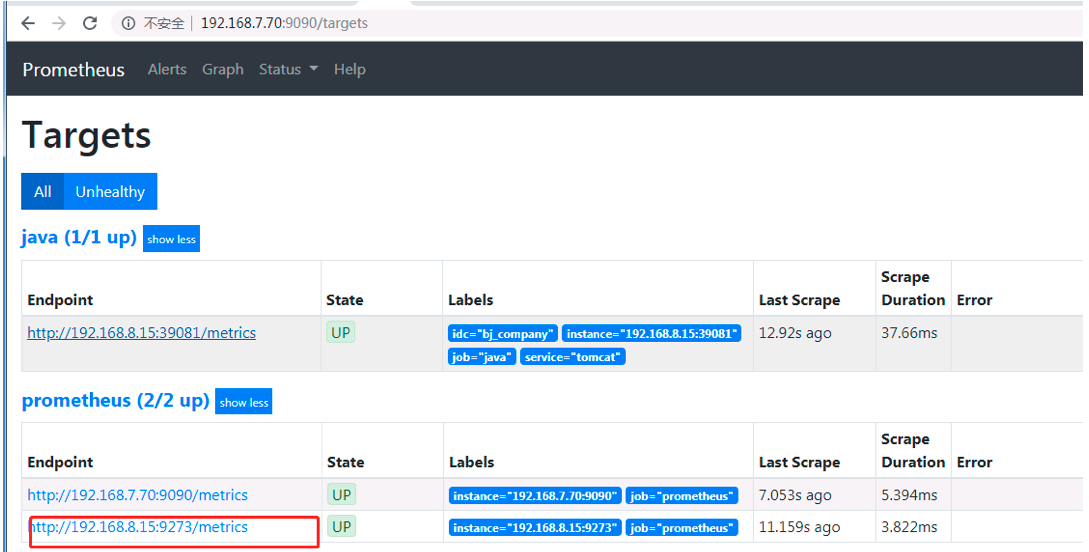 不安全 192.168.7.70:9090/targets
Prometheus Alerts Graph Status Help
Targets
All Unhealthy
java (1/1 up) show less
Endpoint State Labels Last Scrape Scrape Duration Error
http://192.168.8.15:39081/metrics UP idc="bj_company" instance="192.168.8.15:39081" 12.92s ago 37.66ms
job="java" service="tomcat"
prometheus (2/2 up) show less
Endpoint State Labels Last Scrape Scrape Duration Error
http://192.168.7.70:9090/metrics UP instance="192.168.7.70:9090" job="prometheus" 7.053s ago 5.394ms
http://192.168.8.15:9273/metrics UP instance="192.168.8.15:9273" job="prometheus" 11.159s ago 3.822ms